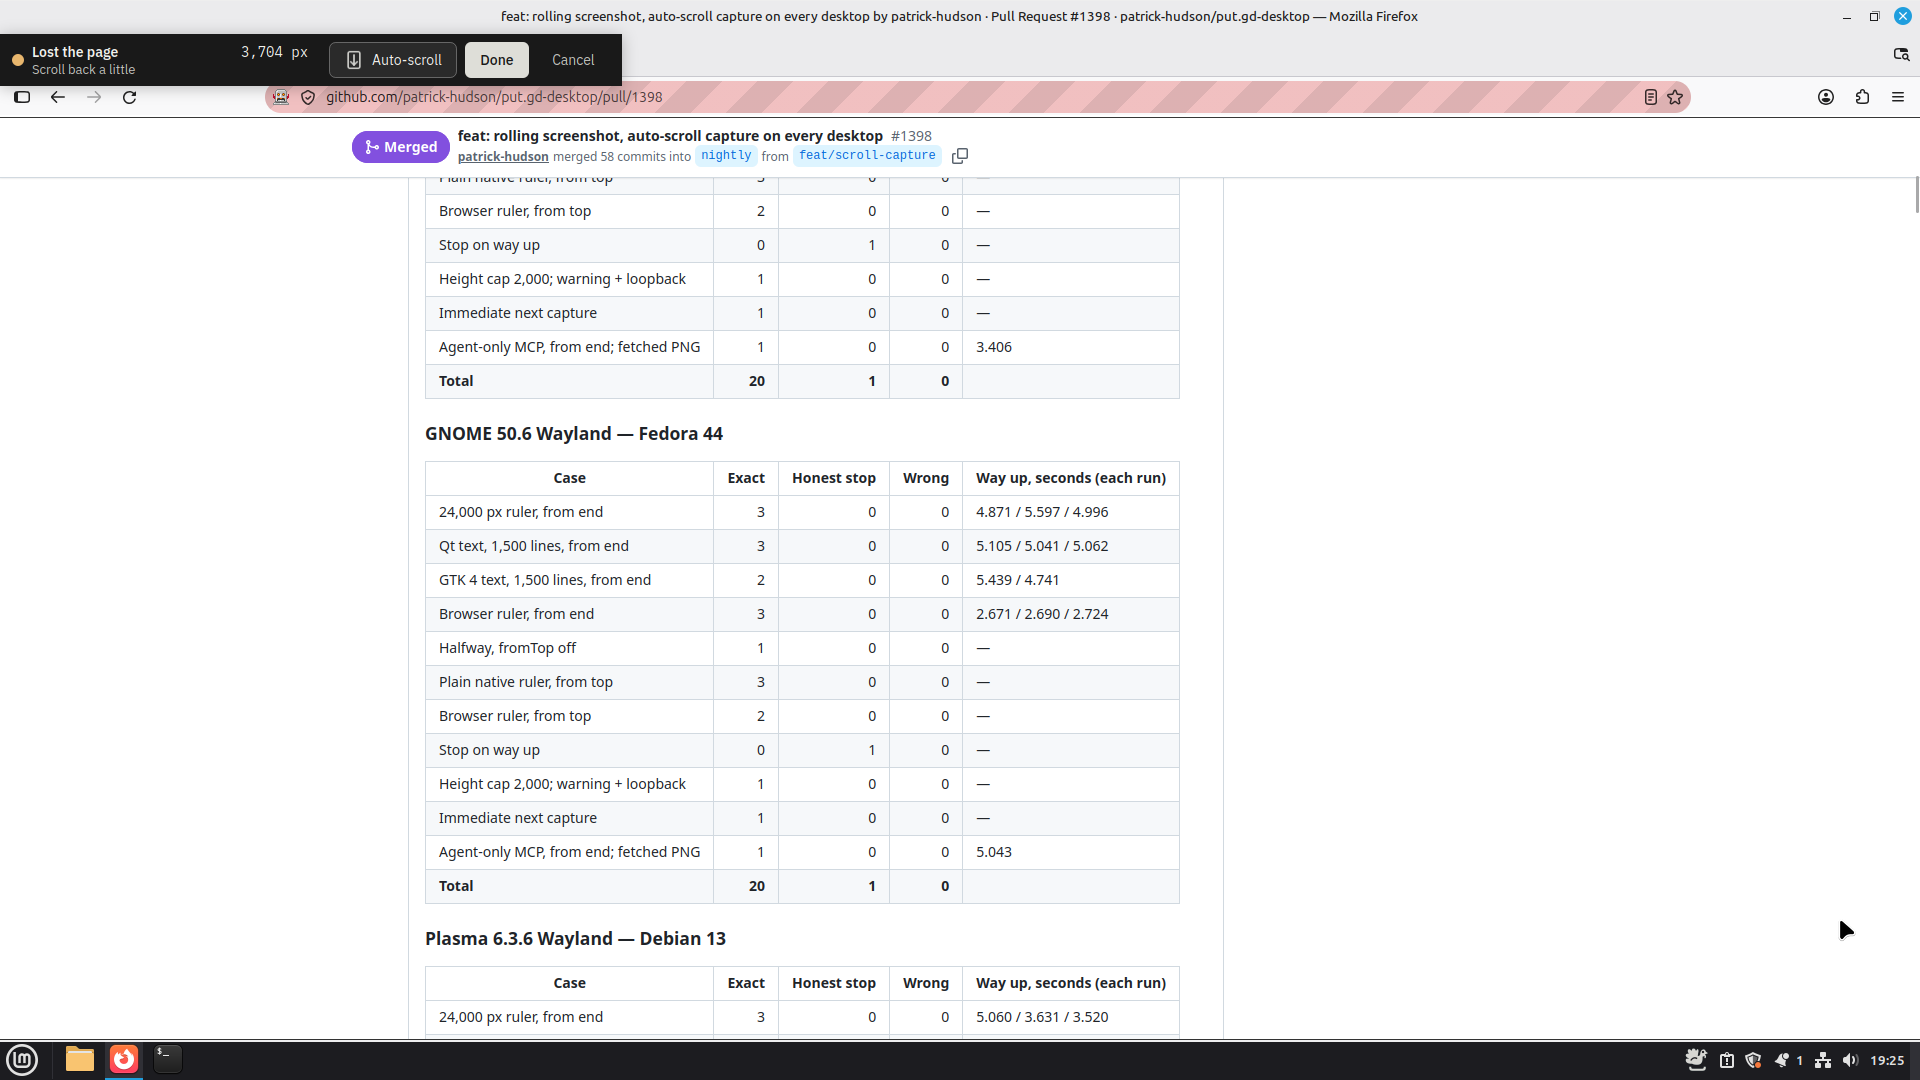 feat: rolling screenshot, auto-scroll capture on every desktop by patrick-hudson · Pull Request #1398 · patrick-hudson/put.gd-desktop — Mozilla Firefox
Lost the page
Scroll back a little
3,704 px
Auto-scroll
Done
Cancel
github.com/patrick-hudson/put.gd-desktop/pull/1398
Merged
feat: rolling screenshot, auto-scroll capture on every desktop #1398
patrick-hudson merged 58 commits into nightly from feat/scroll-capture
Plain native ruler, from top 3 0 0 —
Browser ruler, from top 2 0 0 —
Stop on way up 0 1 0 —
Height cap 2,000; warning + loopback 1 0 0 —
Immediate next capture 1 0 0 —
Agent-only MCP, from end; fetched PNG 1 0 0 3.406
Total 20 1 0
GNOME 50.6 Wayland — Fedora 44
Case Exact Honest stop Wrong Way up, seconds (each run)
24,000 px ruler, from end 3 0 0 4.871 / 5.597 / 4.996
Qt text, 1,500 lines, from end 3 0 0 5.105 / 5.041 / 5.062
GTK 4 text, 1,500 lines, from end 2 0 0 5.439 / 4.741
Browser ruler, from end 3 0 0 2.671 / 2.690 / 2.724
Halfway, fromTop off 1 0 0 —
Plain native ruler, from top 3 0 0 —
Browser ruler, from top 2 0 0 —
Stop on way up 0 1 0 —
Height cap 2,000; warning + loopback 1 0 0 —
Immediate next capture 1 0 0 —
Agent-only MCP, from end; fetched PNG 1 0 0 5.043
Total 20 1 0
Plasma 6.3.6 Wayland — Debian 13
Case Exact Honest stop Wrong Way up, seconds (each run)
24,000 px ruler, from end 3 0 0 5.060 / 3.631 / 3.520
1
19:25